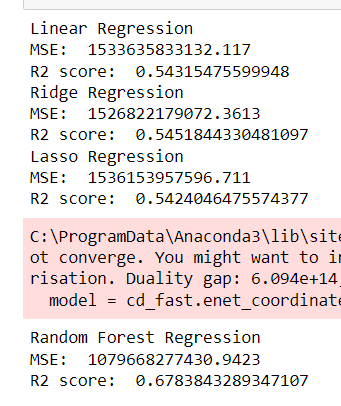 Linear Regression
MSE:  1533635833132.117
R2 score:  0.54315475599948
Ridge Regression
MSE:  1526822179072.3613
R2 score:  0.5451844330481097
Lasso Regression
MSE:  1536153957596.711
R2 score:  0.5424046475574377
C:\ProgramData\Anaconda3\lib\site
ot converge. You might want to in
risation. Duality gap: 6.094e+14,
model = cd_fast.enet_coordinate
Random Forest Regression
MSE:  1079668277430.9423
R2 score:  0.6783843289347107